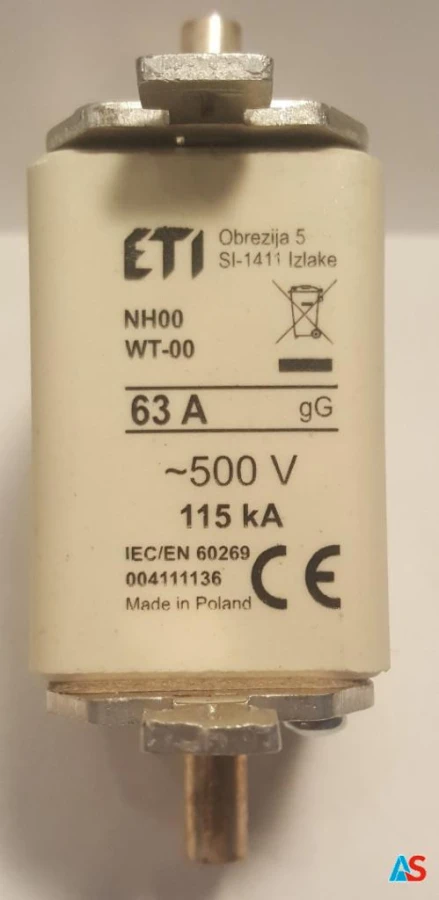 ETI
Obrezija 5
SI-1411 Izlake
NH00
WT-00
63 A
gG
~500 V
115 kA
IEC/EN 60269
004111136
Made in Poland
CE
AS